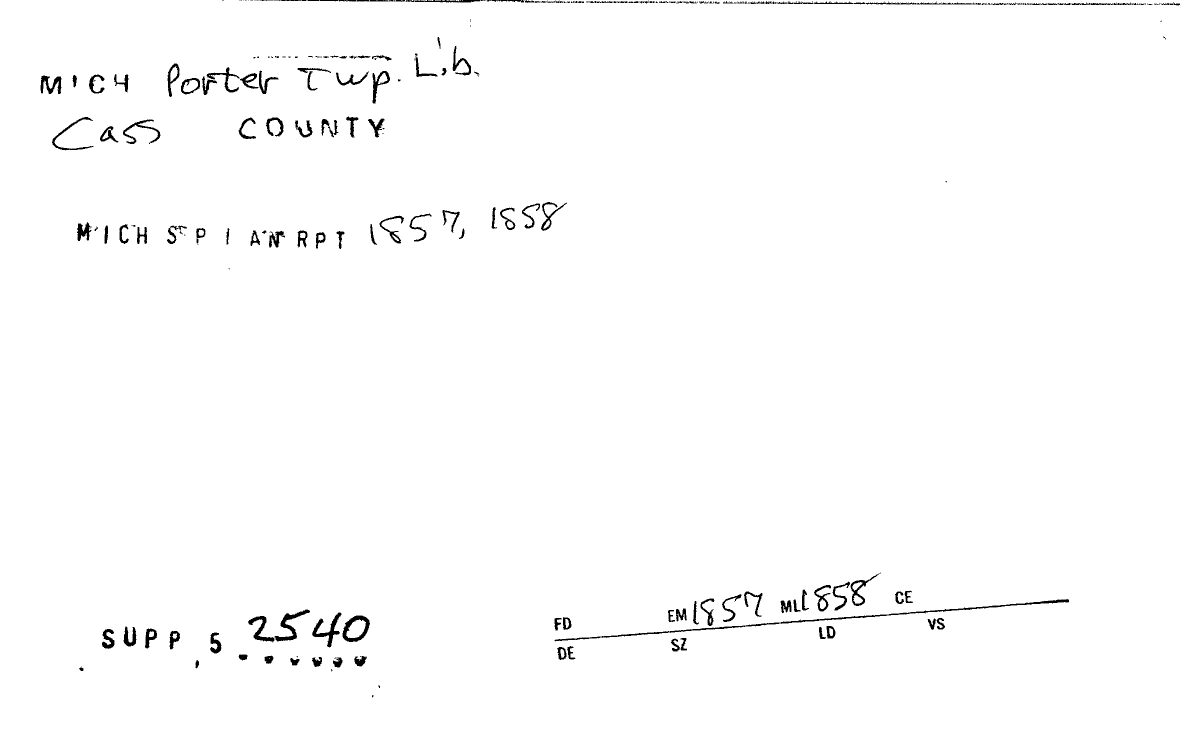 MICH Porter Twp. Lib.
Cass COUNTY
MICH SPI AN RPT 1857, 1858
SUPP 5 2540
FD EM 1857 ML 1858 CE
DE SZ LD VS